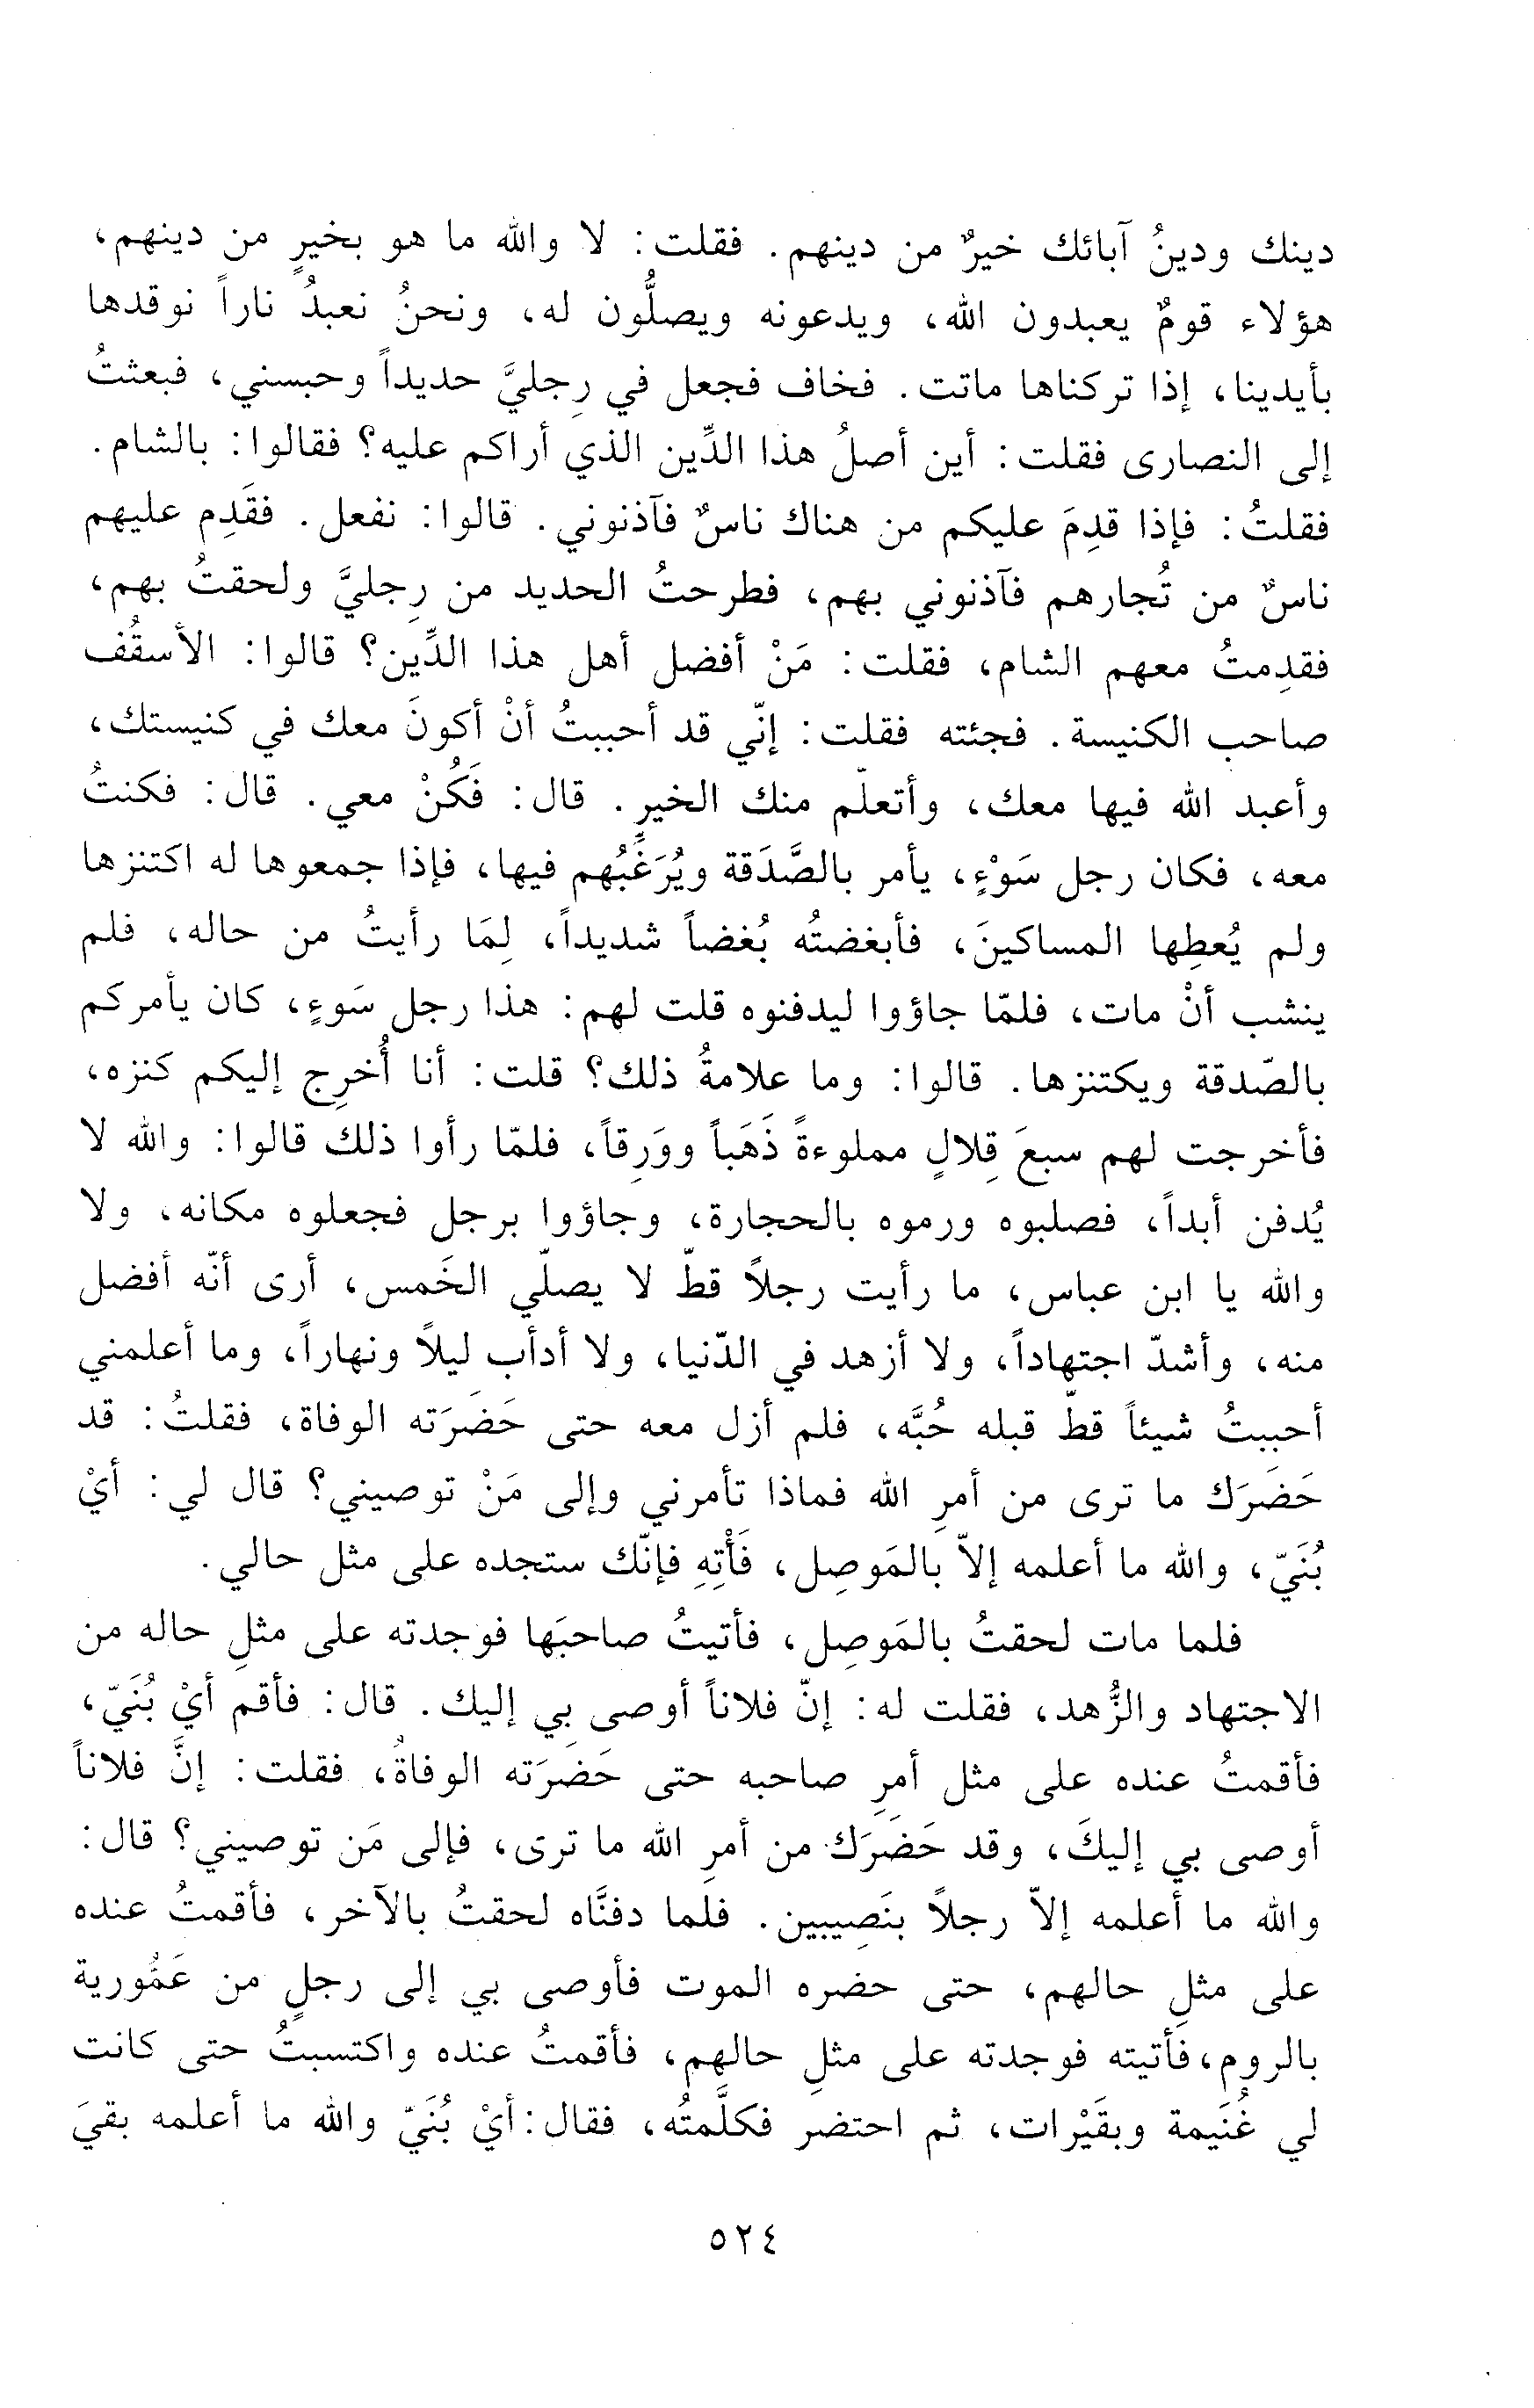 دينك ودينُ آبائك خيرٌ من دينهم. فقلت: لا والله ما هو بخيرٍ من دينهم،
هؤلاء قومٌ يعبدون الله، ويدعونه ويصلُّون له، ونحنُ نعبدُ ناراً نوقدها
بأيدينا، إذا تركناها ماتت. فخاف فجعل في رِجليَّ حديداً وحبسني، فبعثتُ
إلى النصارى فقلت: أين أصلُ هذا الدِّين الذي أراكم عليه؟ فقالوا: بالشام.
فقلتُ: فإذا قدِمَ عليكم من هناك ناسٌ فآذنوني. قالوا: نفعل. فقَدِم عليهم
ناسٌ من تُجارهم فآذنوني بهم، فطرحتُ الحديد من رِجليَّ ولحقتُ بهم،
فقدِمتُ معهم الشام، فقلت: مَنْ أفضل أهل هذا الدِّين؟ قالوا: الأسقُف
صاحب الكنيسة. فجئته فقلت: إنّي قد أحببتُ أنْ أكونَ معك في كنيستك،
وأعبد الله فيها معك، وأتعلّم منك الخير. قال: فَكُنْ معي. قال: فكنتُ
معه، فكان رجل سَوْءٍ، يأمر بالصَّدَقة ويُرَغِّبُهم فيها، فإذا جمعوها له اكتنزها
ولم يُعطِها المساكينَ، فأبغضتُه بُغضاً شديداً، لِمَا رأيتُ من حاله، فلم
ينشب أنْ مات، فلمّا جاؤوا ليدفنوه قلت لهم: هذا رجل سَوءٍ، كان يأمركم
بالصّدقة ويكتنزها. قالوا: وما علامةُ ذلك؟ قلت: أنا أُخرِج إليكم كنزه،
فأخرجت لهم سبعَ قِلالٍ مملوءةً ذَهَباً ووَرِقاً، فلمّا رأوا ذلك قالوا: والله لا
يُدفن أبداً، فصلبوه ورموه بالحجارة، وجاؤوا برجل فجعلوه مكانه، ولا
والله يا ابن عباس، ما رأيت رجلاً قطّ لا يصلّي الخَمس، أرى أنّه أفضل
منه، وأشدّ اجتهاداً، ولا أزهد في الدّنيا، ولا أدأب ليلاً ونهاراً، وما أعلمني
أحببتُ شيئاً قطّ قبله حُبَّه، فلم أزل معه حتى حَضَرَته الوفاة، فقلتُ: قد
حَضَرَك ما ترى من أمرِ الله فماذا تأمرني وإلى مَنْ توصيني؟ قال لي: أيْ
بُنَيّ، والله ما أعلمه إلاّ بالمَوصِل، فَأْتِهِ فإنّك ستجده على مثل حالي.
فلما مات لحقتُ بالمَوصِل، فأتيتُ صاحبَها فوجدته على مثلِ حاله من
الاجتهاد والزُّهد، فقلت له: إنّ فلاناً أوصى بي إليك. قال: فأقم أيْ بُنَيّ،
فأقمتُ عنده على مثل أمرِ صاحبه حتى حَضَرَته الوفاةُ، فقلت: إنَّ فلاناً
أوصى بي إليكَ، وقد حَضَرَك من أمرِ الله ما ترى، فإلى مَن توصيني؟ قال:
والله ما أعلمه إلاّ رجلاً بنَصِيبين. فلما دفنَّاه لحقتُ بالآخر، فأقمتُ عنده
على مثلِ حالهم، حتى حضره الموت فأوصى بي إلى رجلٍ من عَمُّورية
بالروم، فأتيته فوجدته على مثلِ حالهم، فأقمتُ عنده واكتسبتُ حتى كانت
لي غُنَيمة وبقَيْرات، ثم احتضر فكلَّمتُه، فقال: أيْ بُنَيّ والله ما أعلمه بقيَ
٥٢٤